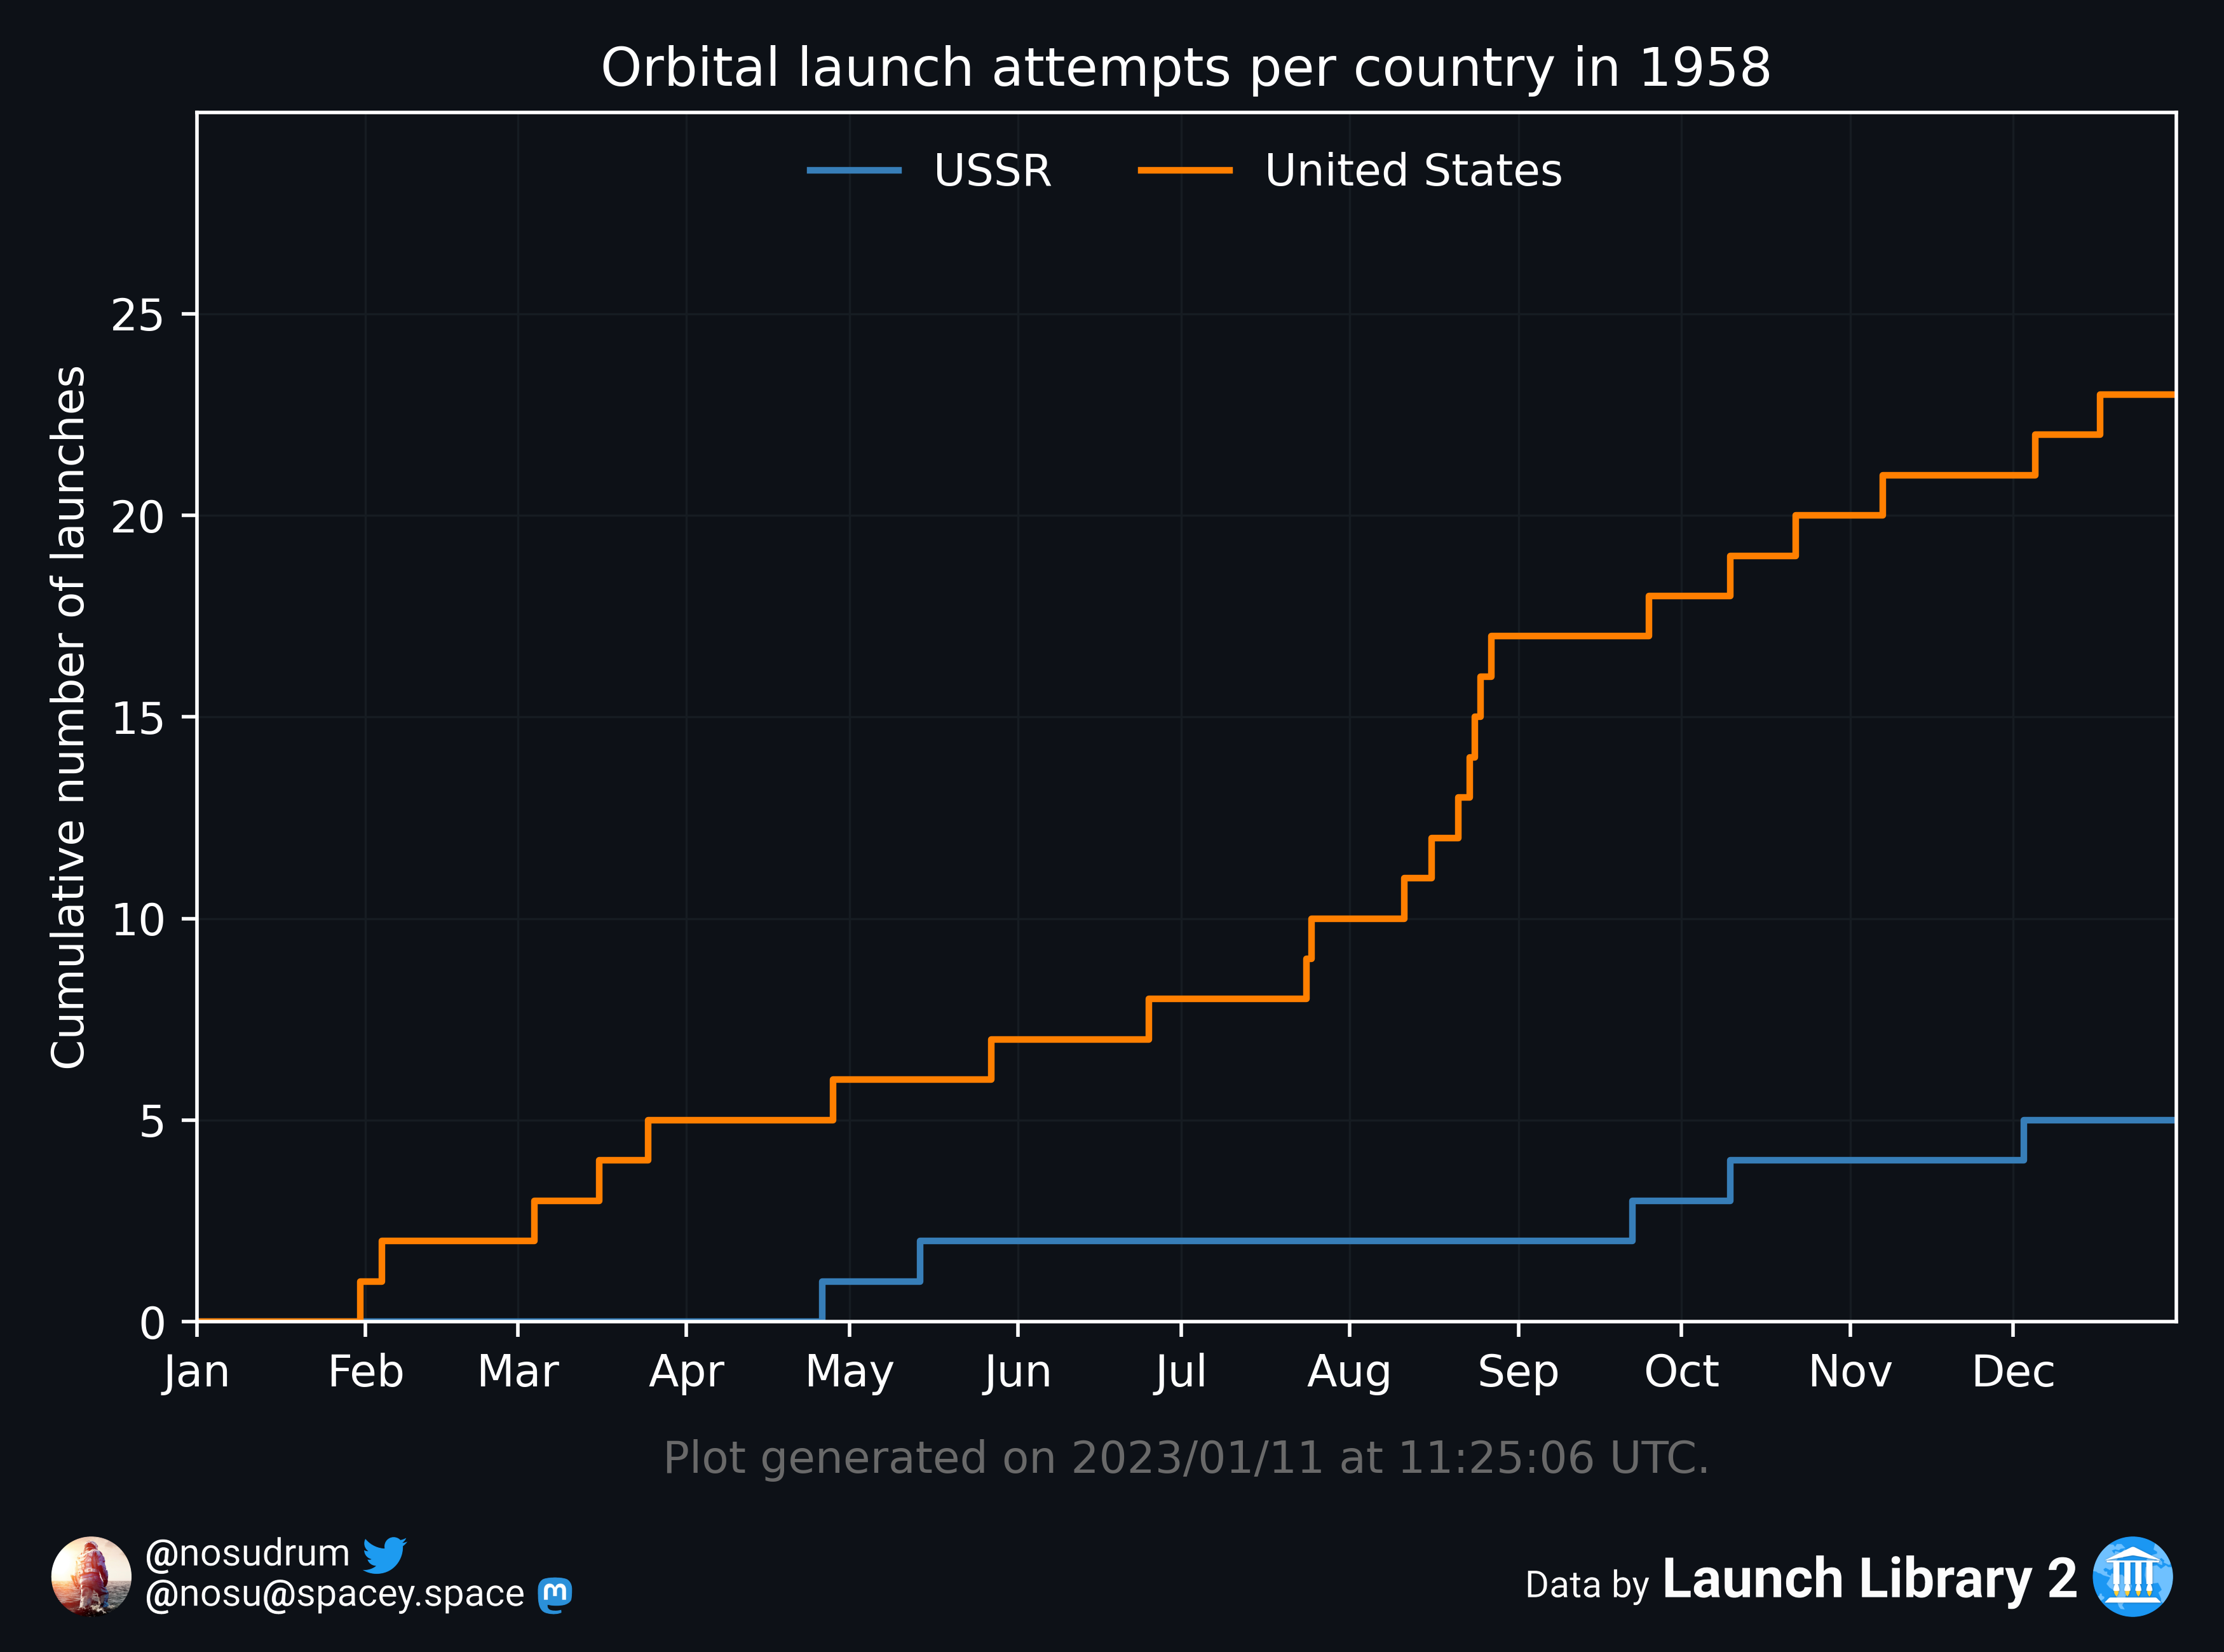 Orbital launch attempts per country in 1958
USSR
United States
Cumulative number of launches
25
20
15
10
5
0
Jan Feb Mar Apr May Jun Jul Aug Sep Oct Nov Dec
Plot generated on 2023/01/11 at 11:25:06 UTC.
@nosudrum
@nosu@spacey.space
Data by Launch Library 2